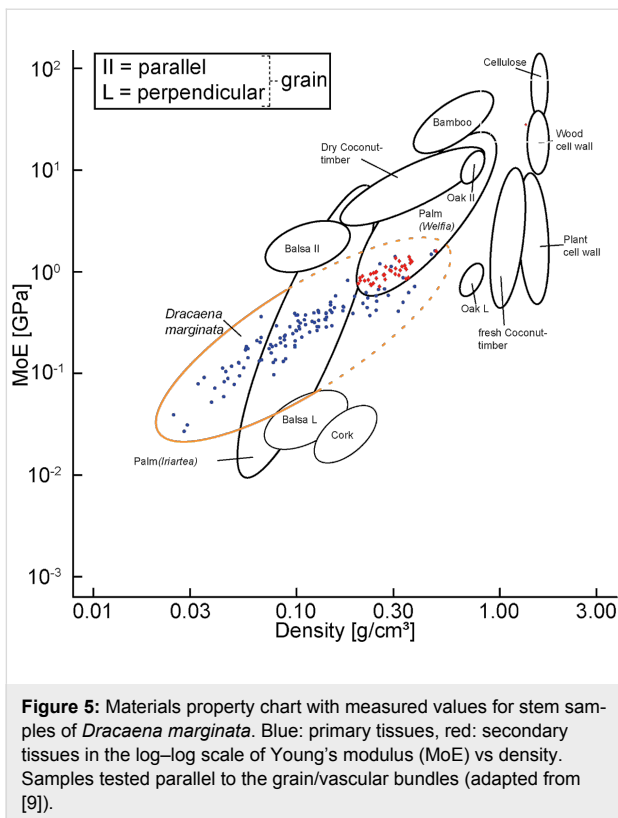 II = parallel
L = perpendicular
grain
10²
10¹
10⁰
10⁻¹
10⁻²
10⁻³
MoE [GPa]
Cellulose
Bamboo
Wood
cell wall
Dry Coconut-
timber
Oak II
Palm
(Welfia)
Balsa II
Plant
cell wall
Oak L
fresh Coconut-
timber
Dracaena
marginata
Balsa L
Cork
Palm(Iriartea)
0.01
0.03
0.10
0.30
1.00
3.00
Density [g/cm³]
Figure 5: Materials property chart with measured values for stem sam-
ples of Dracaena marginata. Blue: primary tissues, red: secondary
tissues in the log–log scale of Young’s modulus (MoE) vs density.
Samples tested parallel to the grain/vascular bundles (adapted from
[9]).